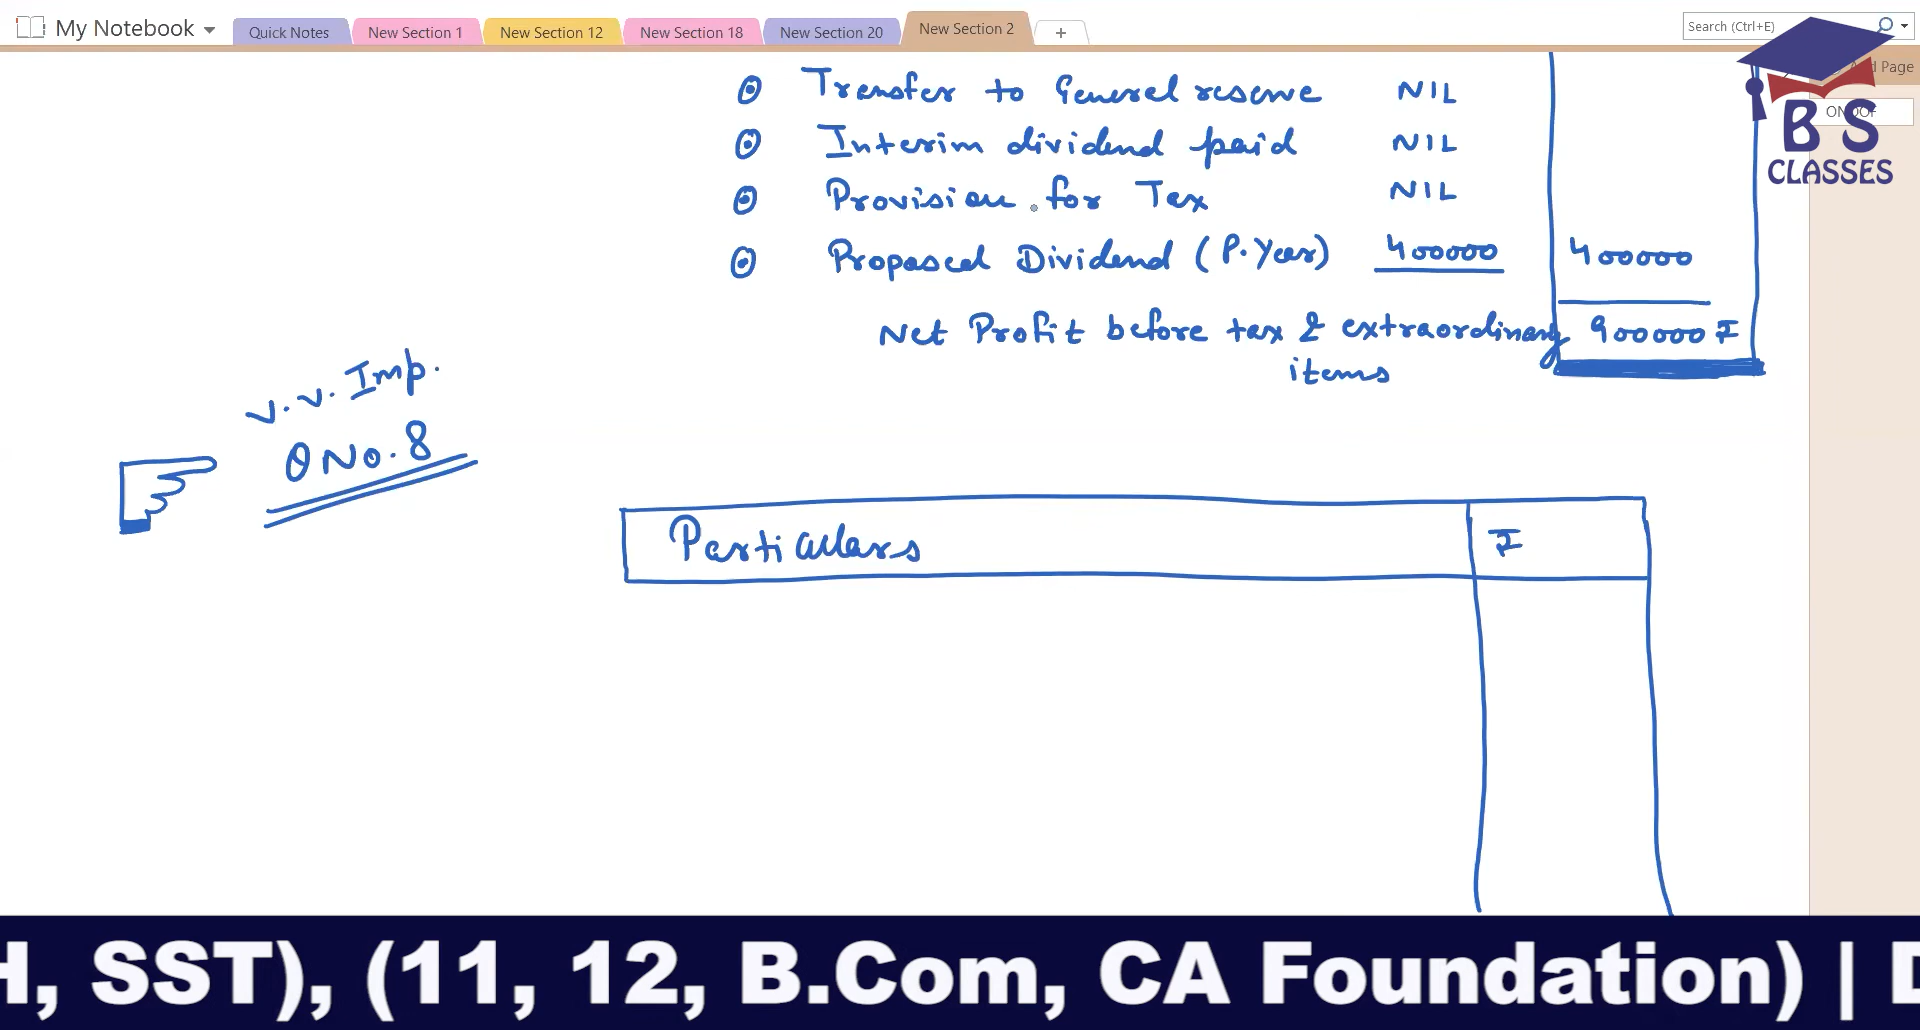 My Notebook
Quick Notes
New Section 1
New Section 12
New Section 18
New Section 20
New Section 2
+
Search (Ctrl+E)
Page
B S
CLASSES
Transfer to General reserve NIL
Interim dividend paid NIL
Provision for Tax NIL
Proposed Dividend (P. Year) 400000 400000
Net Profit before tax & extraordinary 900000 ₹
items
V. V. Imp.
Q No. 8
Particulars ₹
H, SST), (11, 12, B.Com, CA Foundation) | D